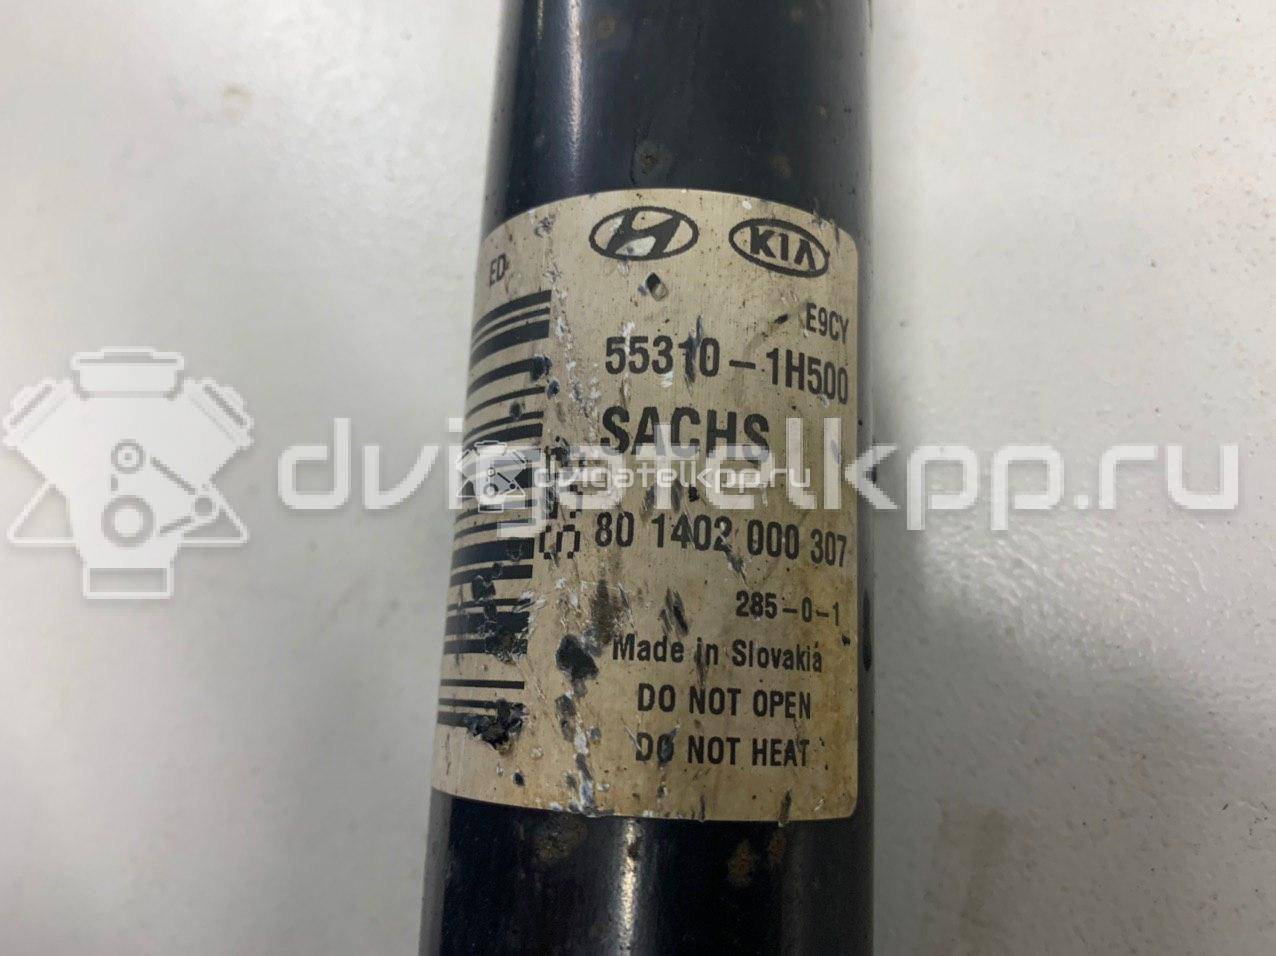 KIA
ED
E9CY
55310-1H500
SACHS
dvigatelkpp.ru
dvigatelkpp.ru
80 1402 000 307
285-0-1
Made in Slovakia
DO NOT OPEN
DO NOT HEAT